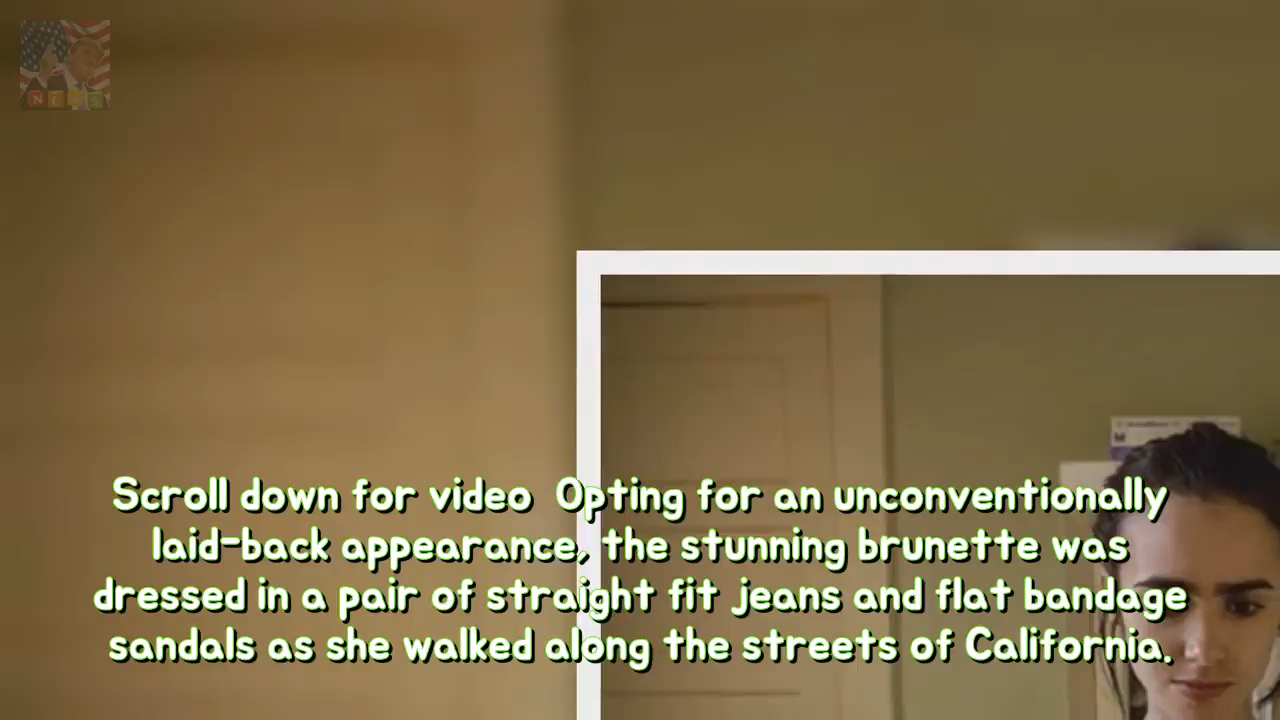 NEWS
M
Scroll down for video  Opting for an unconventionally
laid-back appearance, the stunning brunette was
dressed in a pair of straight fit jeans and flat bandage
sandals as she walked along the streets of California.